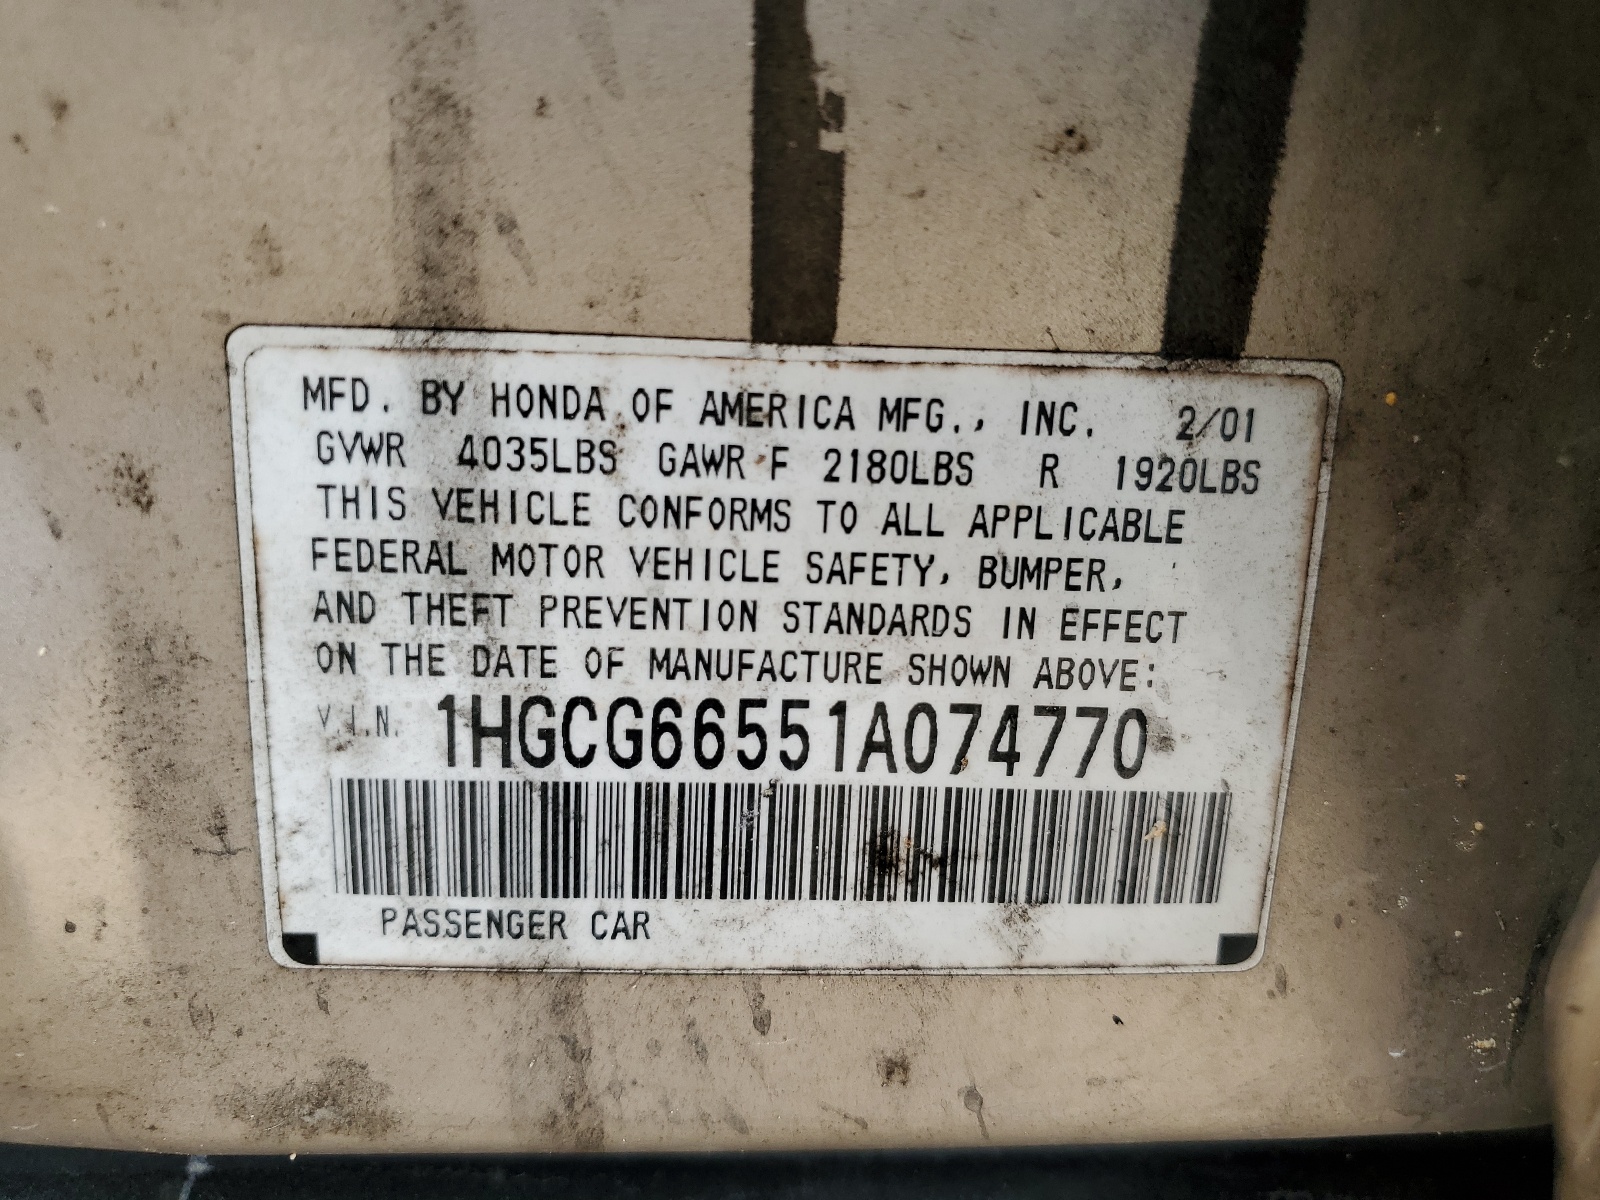 MFD. BY HONDA OF AMERICA MFG., INC. 2/01
GVWR 4035LBS GAWR F 2180LBS R 1920LBS
THIS VEHICLE CONFORMS TO ALL APPLICABLE
FEDERAL MOTOR VEHICLE SAFETY, BUMPER,
AND THEFT PREVENTION STANDARDS IN EFFECT
ON THE DATE OF MANUFACTURE SHOWN ABOVE:
V.I.N. 1HGCG66551A074770
PASSENGER CAR